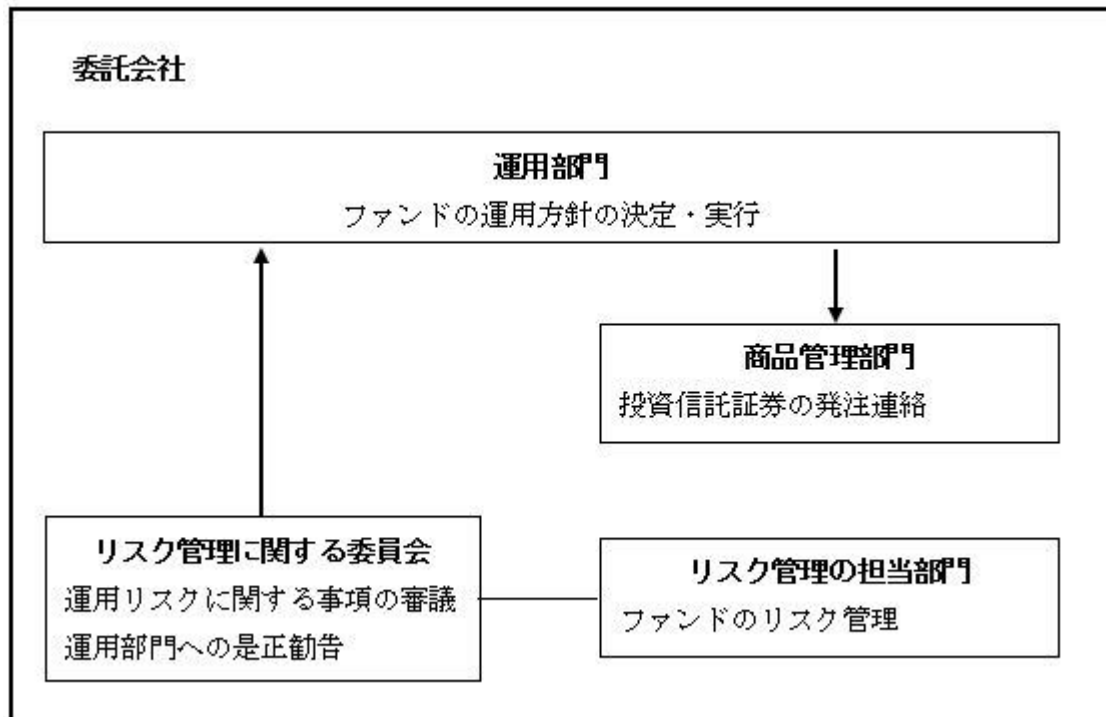 委託会社
運用部門
ファンドの運用方針の決定・実行
商品管理部門
投資信託証券の発注連絡
リスク管理に関する委員会
運用リスクに関する事項の審議
運用部門への是正勧告
リスク管理の担当部門
ファンドのリスク管理